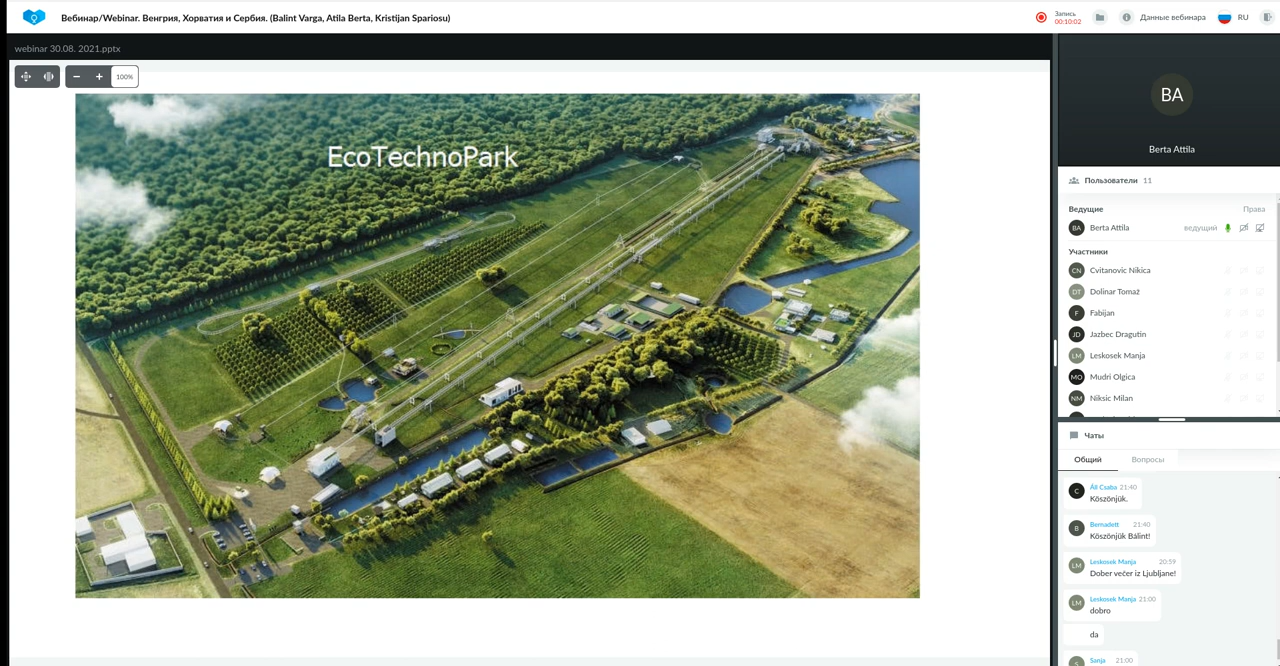 Вебинар/Webinar. Венгрия, Хорватия и Сербия. (Balint Varga, Atila Berta, Kristijan Spariosu)
Запись
00:10:02
Данные вебинара
RU
webinar 30.08. 2021.pptx
100%
EcoTechnoPark
BA
Berta Attila
Пользователи 11
Ведущие Права
BA Berta Attila ведущий
Участники
CN Cvitanovic Nikica
DT Dolinar Tomaž
F Fabijan
JD Jazbec Dragutin
LM Leskosek Manja
MO Mudri Olgica
NM Niksic Milan
Чаты
Общий Вопросы
C Áll Csaba 21:40
Köszönjük.
B Bernadett 21:40
Köszönjük Bálint!
LM Leskosek Manja 20:59
Dober večer iz Ljubljane!
LM Leskosek Manja 21:00
dobro
da
S Sanja 21:00